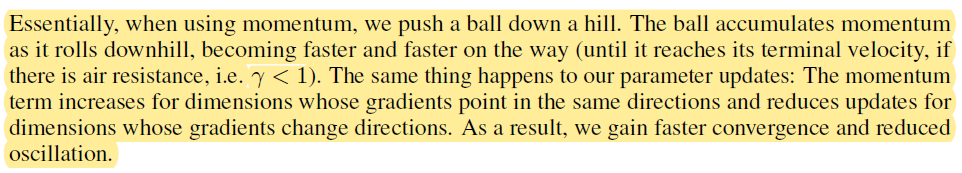 Essentially, when using momentum, we push a ball down a hill. The ball accumulates momentum
as it rolls downhill, becoming faster and faster on the way (until it reaches its terminal velocity, if
there is air resistance, i.e. γ < 1). The same thing happens to our parameter updates: The momentum
term increases for dimensions whose gradients point in the same directions and reduces updates for
dimensions whose gradients change directions. As a result, we gain faster convergence and reduced
oscillation.